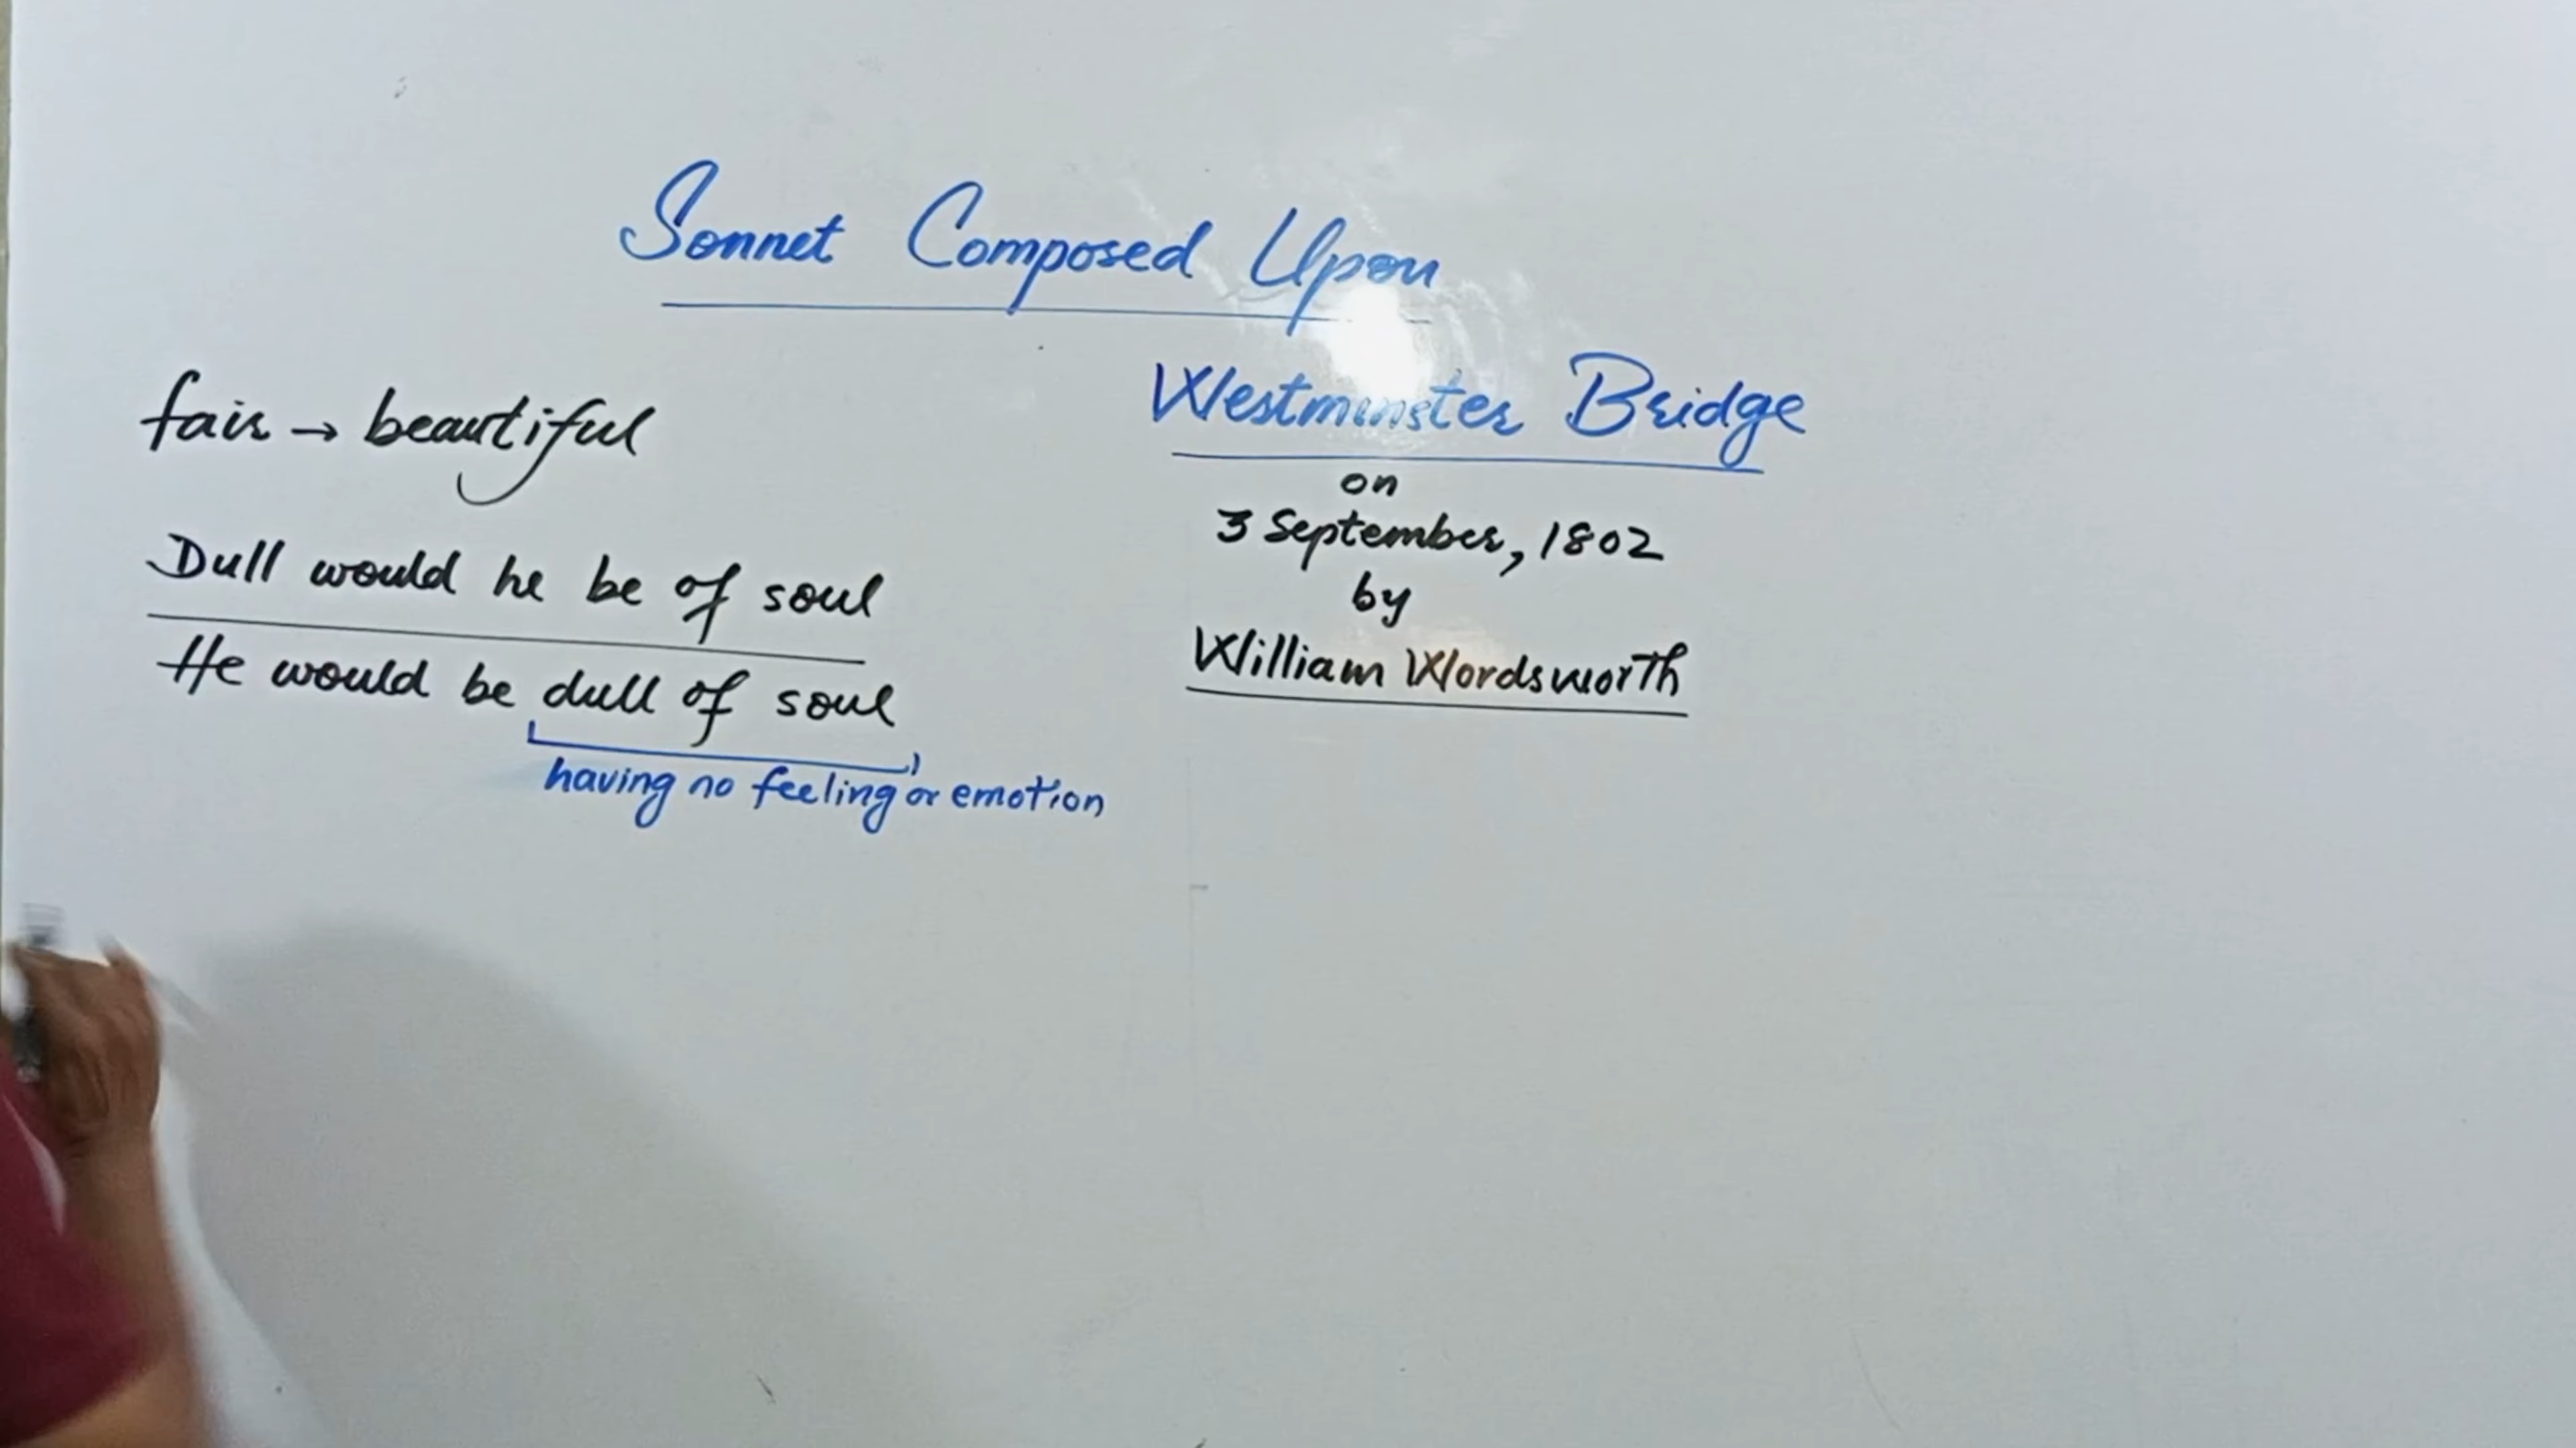 Sonnet Composed Upon
Westminster Bridge
on
3 September, 1802
by
William Wordsworth
fair → beautiful
Dull would he be of soul
He would be dull of soul
having no feeling or emotion